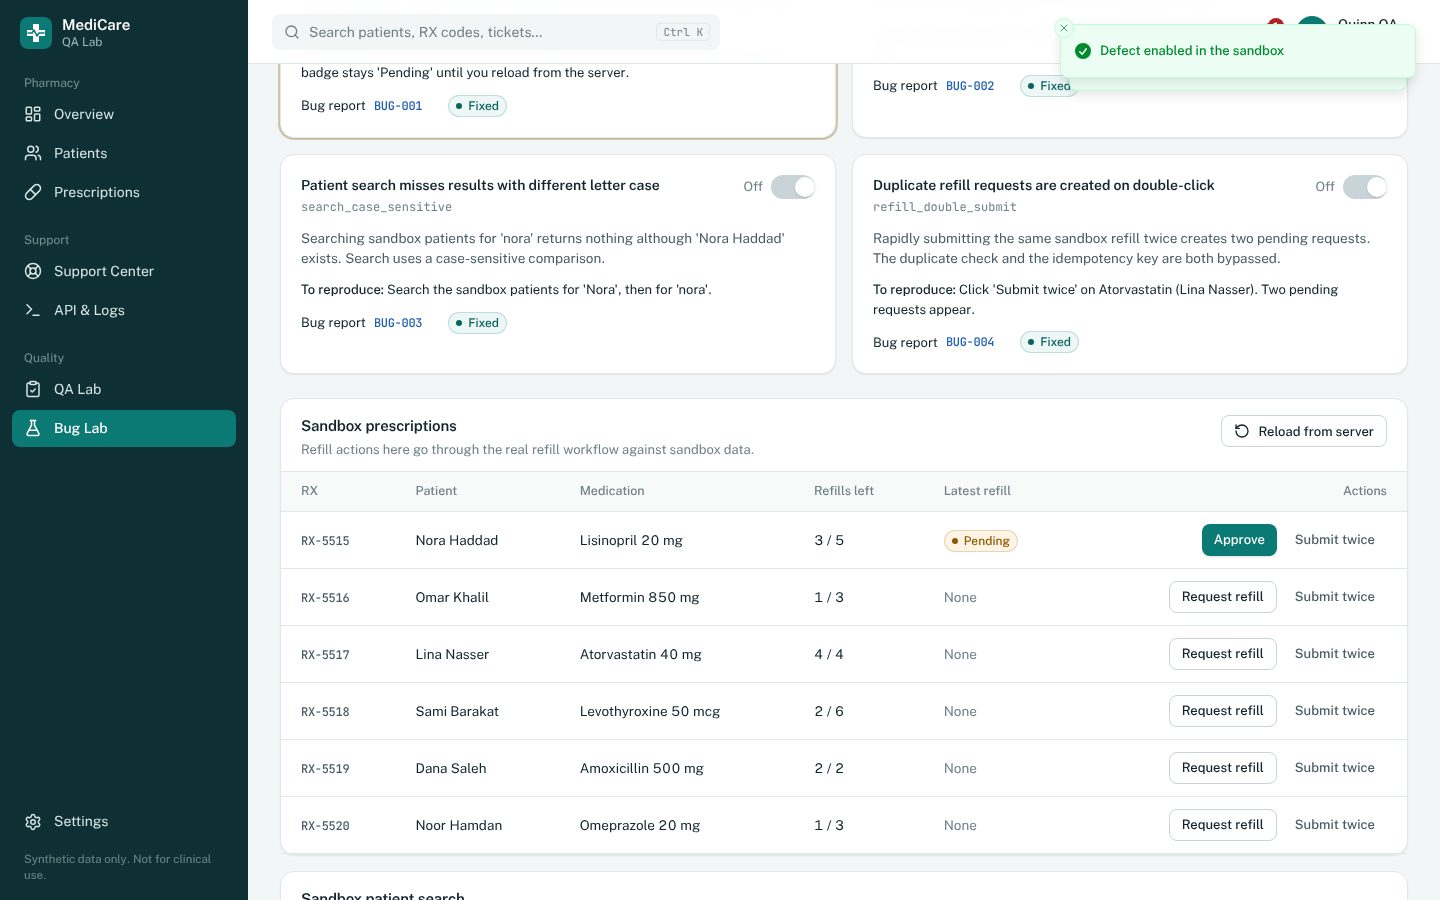 MediCare
QA Lab
Pharmacy
Overview
Patients
Prescriptions
Support
Support Center
API & Logs
Quality
QA Lab
Bug Lab
Settings
Synthetic data only. Not for clinical
use.
Search patients, RX codes, tickets...
Ctrl K
Defect enabled in the sandbox
badge stays 'Pending' until you reload from the server.
Bug report BUG-001 Fixed
Bug report BUG-002 Fixed
Patient search misses results with different letter case
Off
search_case_sensitive
Searching sandbox patients for 'nora' returns nothing although 'Nora Haddad'
exists. Search uses a case-sensitive comparison.
To reproduce: Search the sandbox patients for 'Nora', then for 'nora'.
Bug report BUG-003 Fixed
Duplicate refill requests are created on double-click
Off
refill_double_submit
Rapidly submitting the same sandbox refill twice creates two pending requests.
The duplicate check and the idempotency key are both bypassed.
To reproduce: Click 'Submit twice' on Atorvastatin (Lina Nasser). Two pending
requests appear.
Bug report BUG-004 Fixed
Sandbox prescriptions
Refill actions here go through the real refill workflow against sandbox data.
Reload from server
RX Patient Medication Refills left Latest refill Actions
RX-5515 Nora Haddad Lisinopril 20 mg 3 / 5 Pending Approve Submit twice
RX-5516 Omar Khalil Metformin 850 mg 1 / 3 None Request refill Submit twice
RX-5517 Lina Nasser Atorvastatin 40 mg 4 / 4 None Request refill Submit twice
RX-5518 Sami Barakat Levothyroxine 50 mcg 2 / 6 None Request refill Submit twice
RX-5519 Dana Saleh Amoxicillin 500 mg 2 / 2 None Request refill Submit twice
RX-5520 Noor Hamdan Omeprazole 20 mg 1 / 3 None Request refill Submit twice
Sandbox patient search